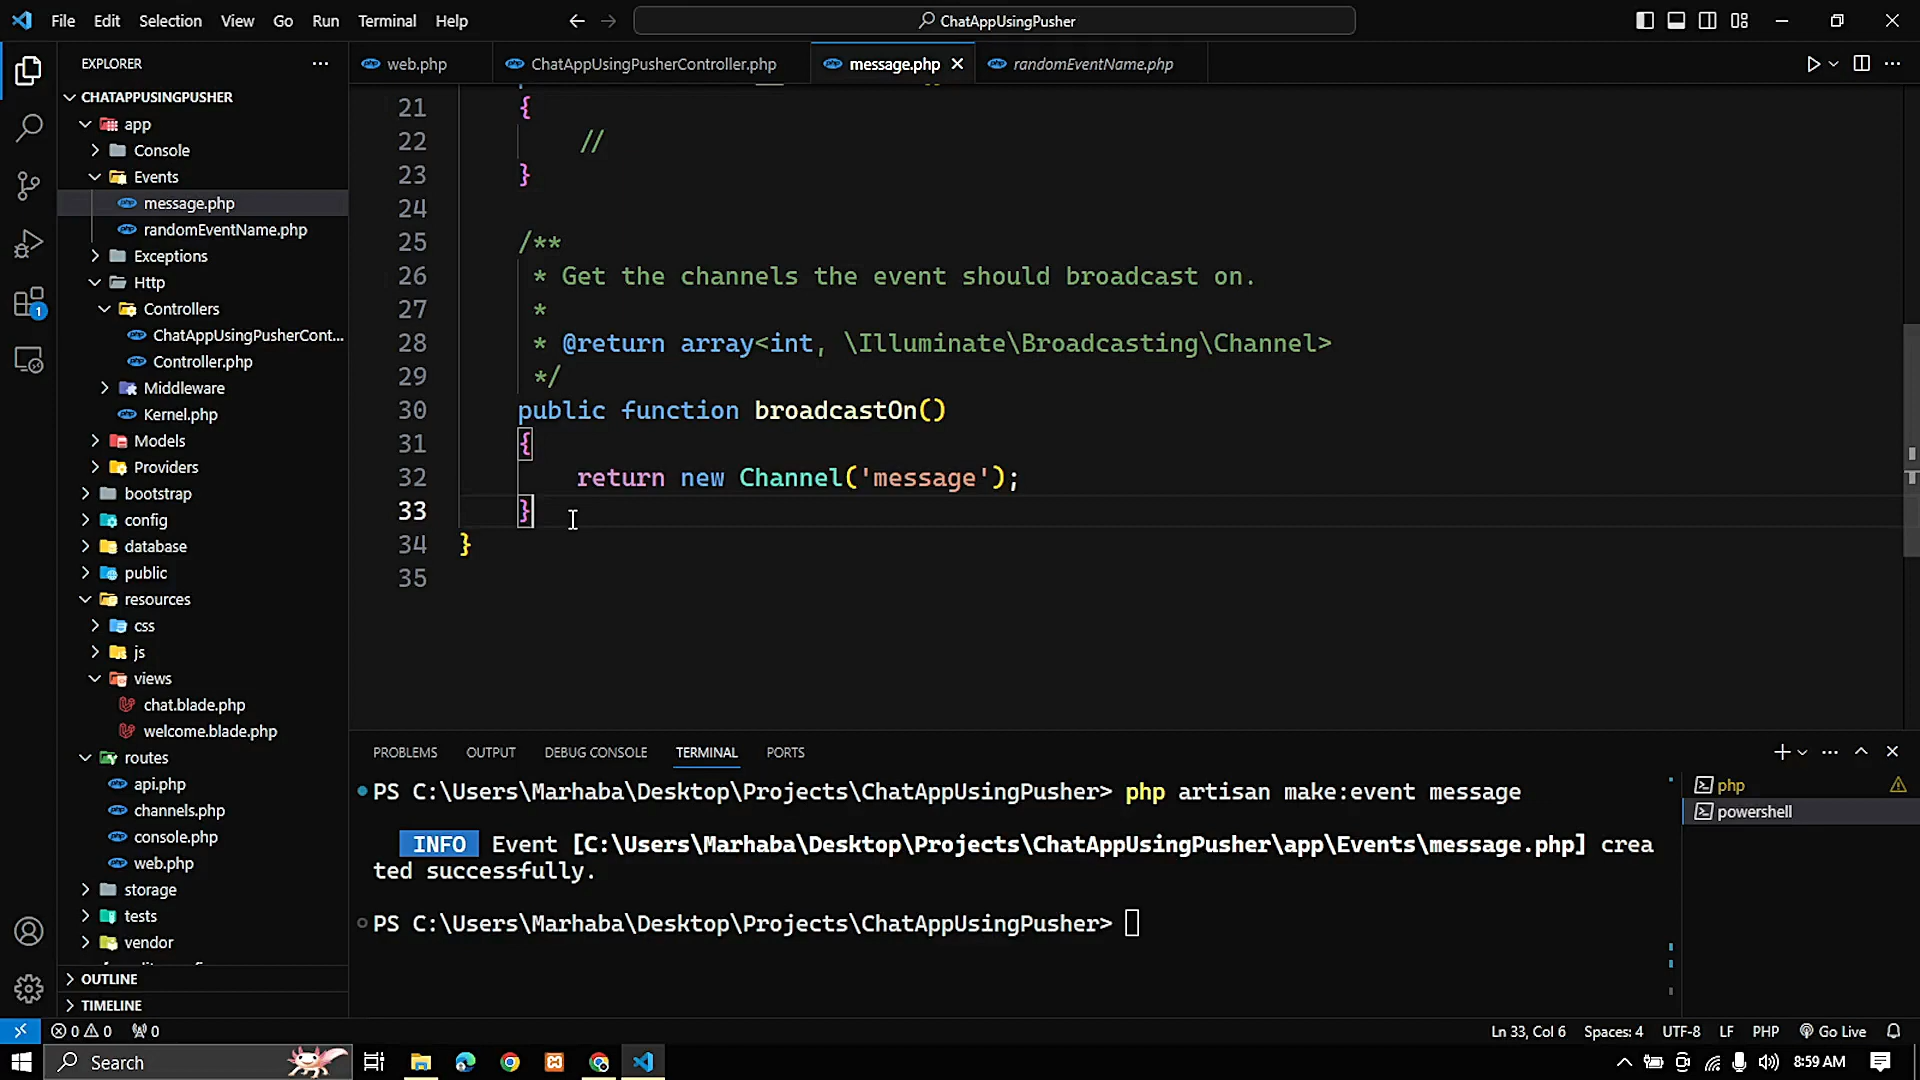 File Edit Selection View Go Run Terminal Help
ChatAppUsingPusher
EXPLORER
web.php
ChatAppUsingPusherController.php
message.php
randomEventName.php
CHATAPPUSINGPUSHER
app
Console
Events
message.php
randomEventName.php
Exceptions
Http
Controllers
ChatAppUsingPusherCont...
Controller.php
Middleware
Kernel.php
Models
Providers
bootstrap
config
database
public
resources
css
js
views
chat.blade.php
welcome.blade.php
routes
api.php
channels.php
console.php
web.php
storage
tests
vendor
OUTLINE
TIMELINE
21 {
22 //
23 }
24
25 /**
26 * Get the channels the event should broadcast on.
27 *
28 * @return array<int, \Illuminate\Broadcasting\Channel>
29 */
30 public function broadcastOn()
31 {
32 return new Channel('message');
33 }
34 }
35
PROBLEMS OUTPUT DEBUG CONSOLE TERMINAL PORTS
PS C:\Users\Marhaba\Desktop\Projects\ChatAppUsingPusher> php artisan make:event message
INFO Event [C:\Users\Marhaba\Desktop\Projects\ChatAppUsingPusher\app\Events\message.php] crea
ted successfully.
PS C:\Users\Marhaba\Desktop\Projects\ChatAppUsingPusher>
php
powershell
1
0 0 0
Ln 33, Col 6 Spaces: 4 UTF-8 LF PHP Go Live
Search
8:59 AM